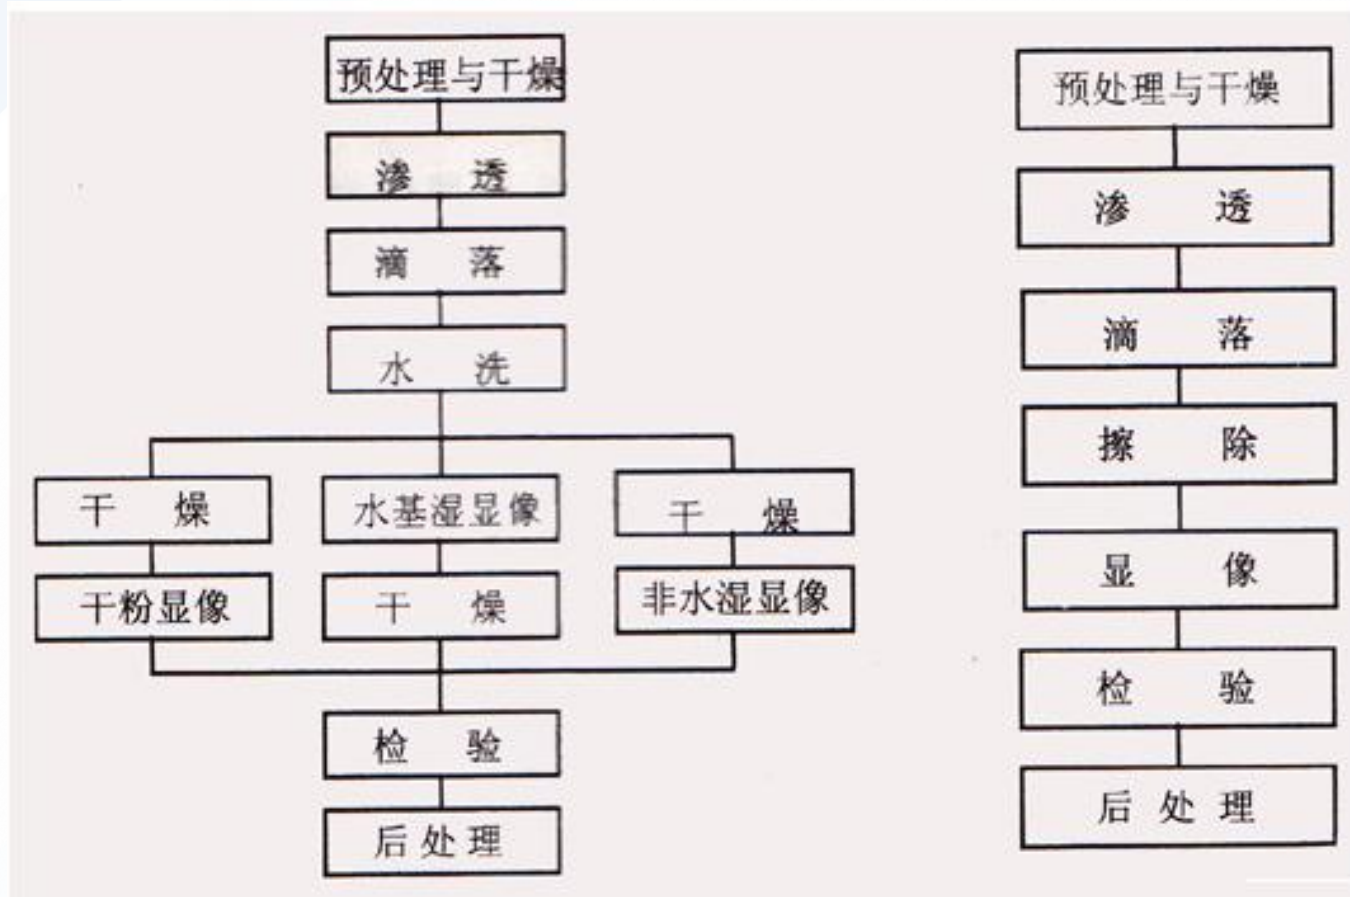 预处理与干燥
渗 透
滴 落
水 洗
干 燥
水基湿显像
干 燥
干粉显像
干 燥
非水湿显像
检 验
后 处 理
预处理与干燥
渗 透
滴 落
擦 除
显 像
检 验
后 处 理